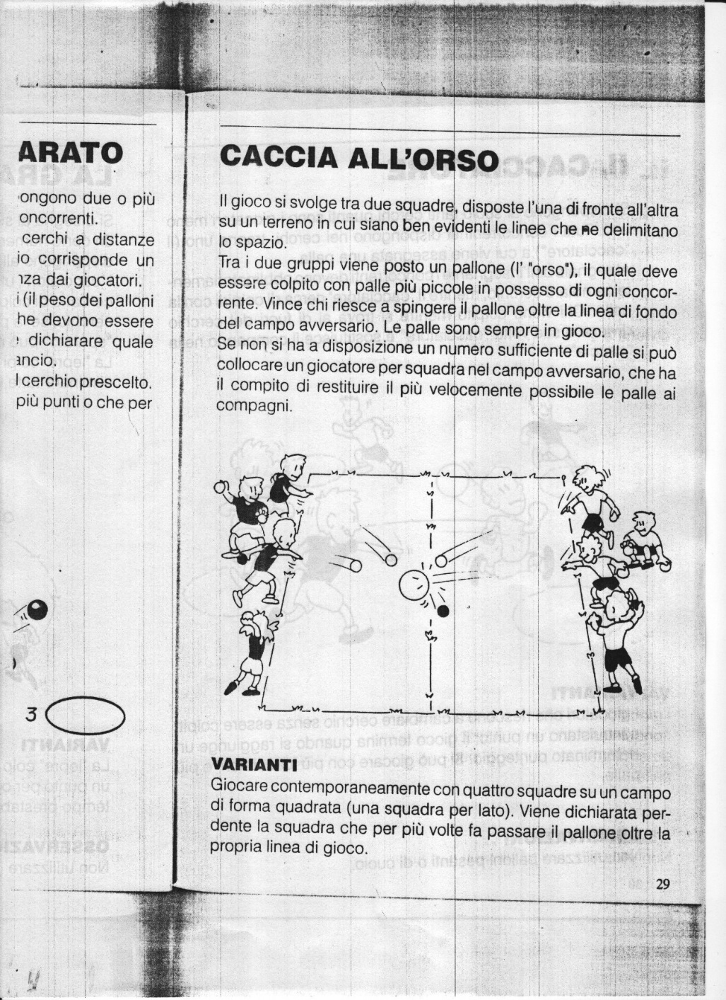 ARATO
ongono due o più
oncorrenti.
cerchi a distanze
io corrisponde un
nza dai giocatori.
i (il peso dei palloni
he devono essere
dichiarare quale
ancio.
l cerchio prescelto.
più punti o che per
3
CACCIA ALL'ORSO
Il gioco si svolge tra due squadre, disposte l'una di fronte all'altra
su un terreno in cui siano ben evidenti le linee che ne delimitano
lo spazio.
Tra i due gruppi viene posto un pallone (l' "orso"), il quale deve
essere colpito con palle più piccole in possesso di ogni concor-
rente. Vince chi riesce a spingere il pallone oltre la linea di fondo
del campo avversario. Le palle sono sempre in gioco.
Se non si ha a disposizione un numero sufficiente di palle si può
collocare un giocatore per squadra nel campo avversario, che ha
il compito di restituire il più velocemente possibile le palle ai
compagni.
VARIANTI
Giocare contemporaneamente con quattro squadre su un campo
di forma quadrata (una squadra per lato). Viene dichiarata per-
dente la squadra che per più volte fa passare il pallone oltre la
propria linea di gioco.
29